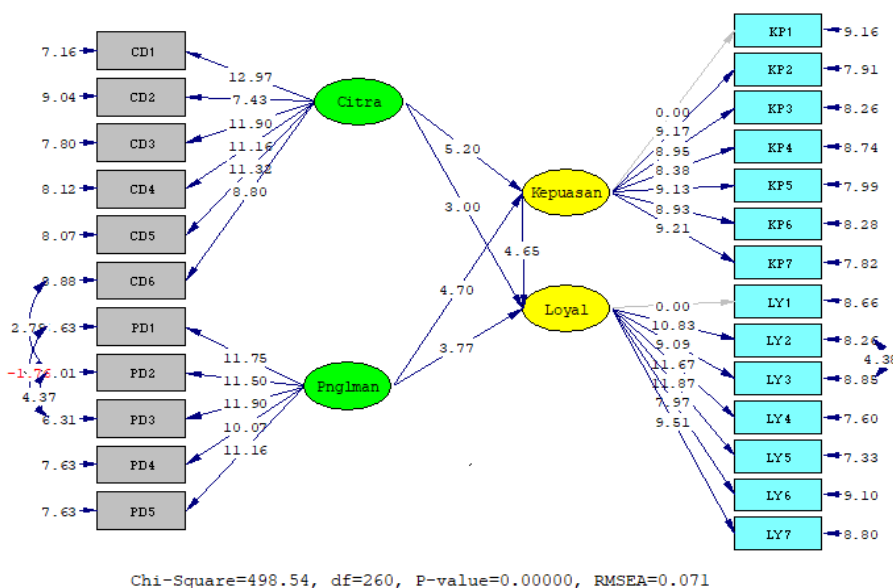 7.16 CD1
9.04 CD2
7.80 CD3
8.12 CD4
8.07 CD5
CD6
PD1
PD2
PD3
7.63 PD4
7.63 PD5
2.79
4.37
12.97
7.43
11.90
11.16
11.32
8.80
Citra
11.75
11.50
11.90
10.07
11.16
Pnglman
5.20
3.00
4.65
4.70
3.77
Kepuasan
Loyal
0.00
9.17
8.95
8.38
9.13
8.93
9.21
0.00
10.83
9.09
11.67
11.87
7.97
9.51
KP1 9.16
KP2 7.91
KP3 8.26
KP4 8.74
KP5 7.99
KP6 8.28
KP7 7.82
LY1 8.66
LY2 8.26
LY3 8.85
LY4 7.60
LY5 7.33
LY6 9.10
LY7 8.80
4.38
Chi-Square=498.54, df=260, P-value=0.00000, RMSEA=0.071